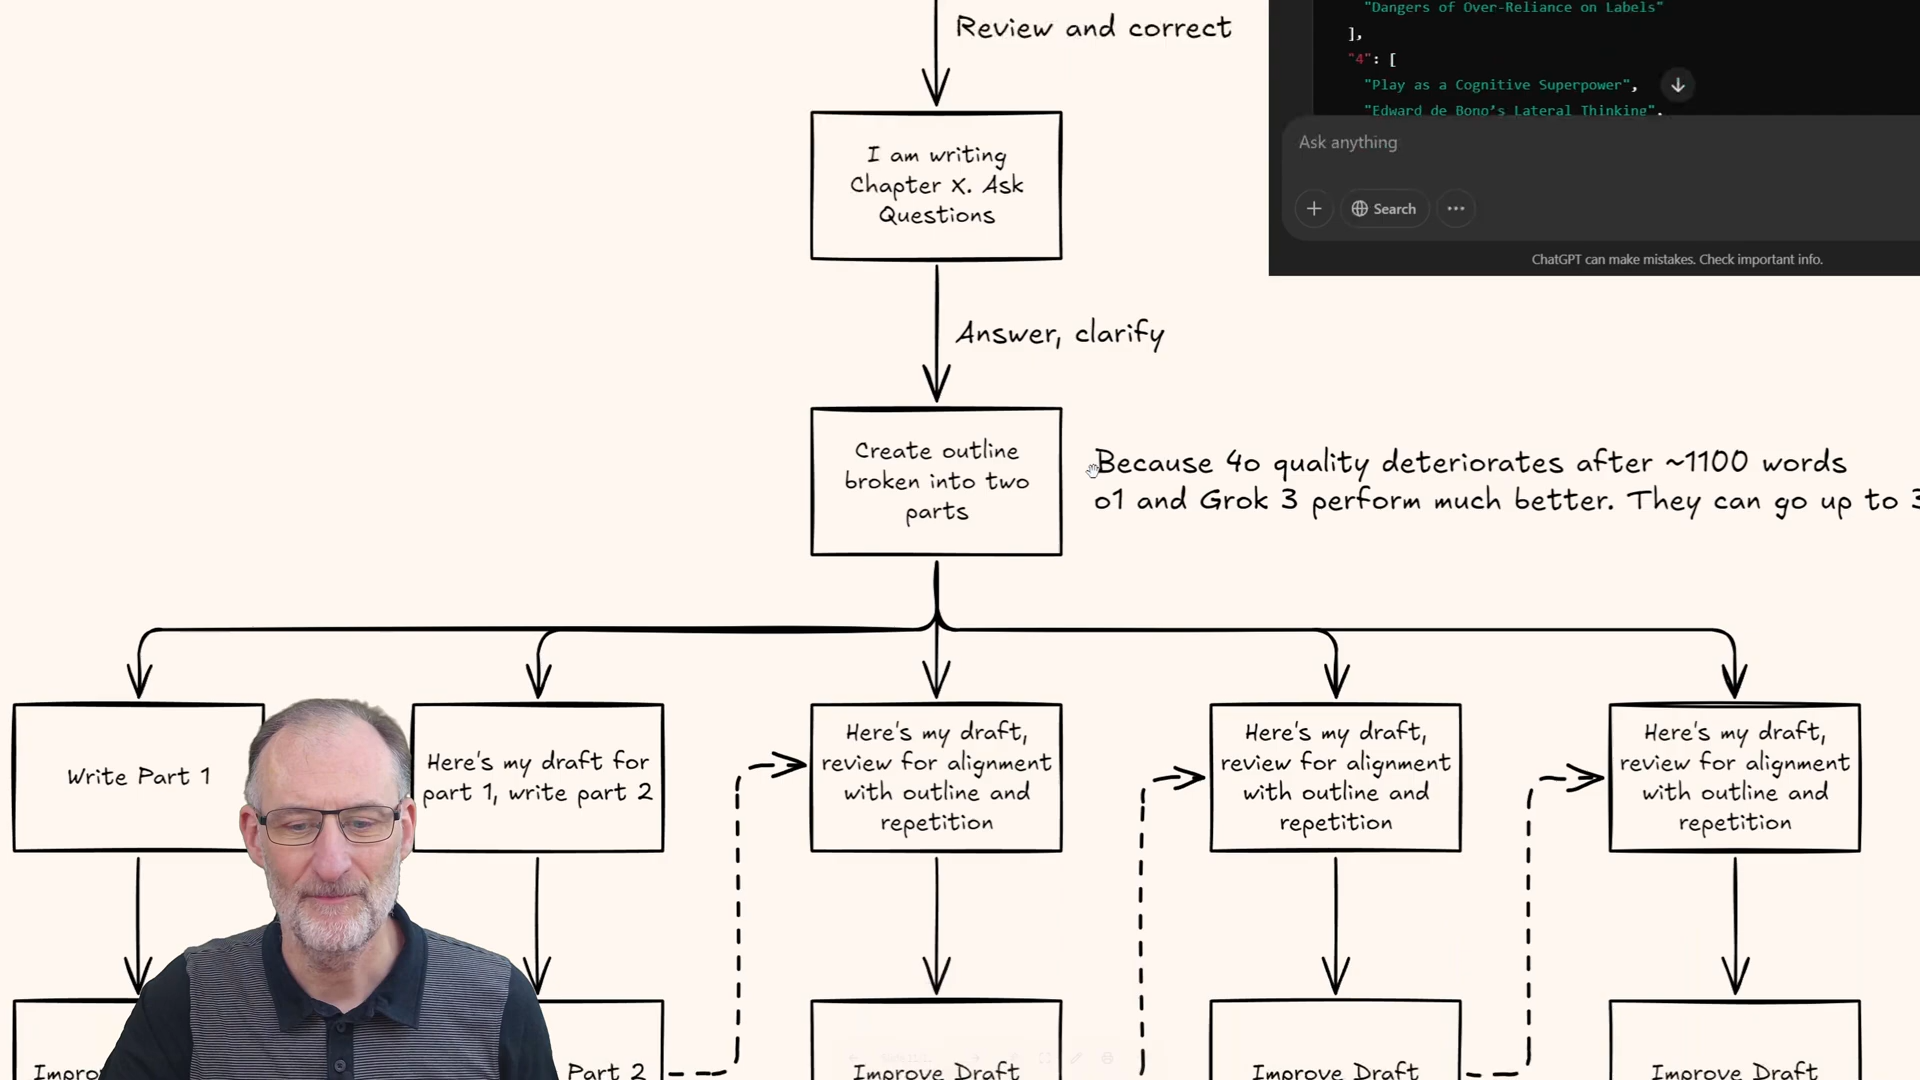 Review and correct
"Dangers of Over-Reliance on Labels"
],
"4": [
"Play as a Cognitive Superpower",
"Edward de Bono’s Lateral Thinking",
Ask anything
Search
ChatGPT can make mistakes. Check important info.
I am writing
Chapter X. Ask
Questions
Answer, clarify
Create outline
broken into two
parts
Because 4o quality deteriorates after ~1100 words
o1 and Grok 3 perform much better. They can go up to 3
Write Part 1
Here's my draft for
part 1, write part 2
Here's my draft,
review for alignment
with outline and
repetition
Here's my draft,
review for alignment
with outline and
repetition
Here's my draft,
review for alignment
with outline and
repetition
Impro
Part 2
Improve Draft
Improve Draft
Improve Draft